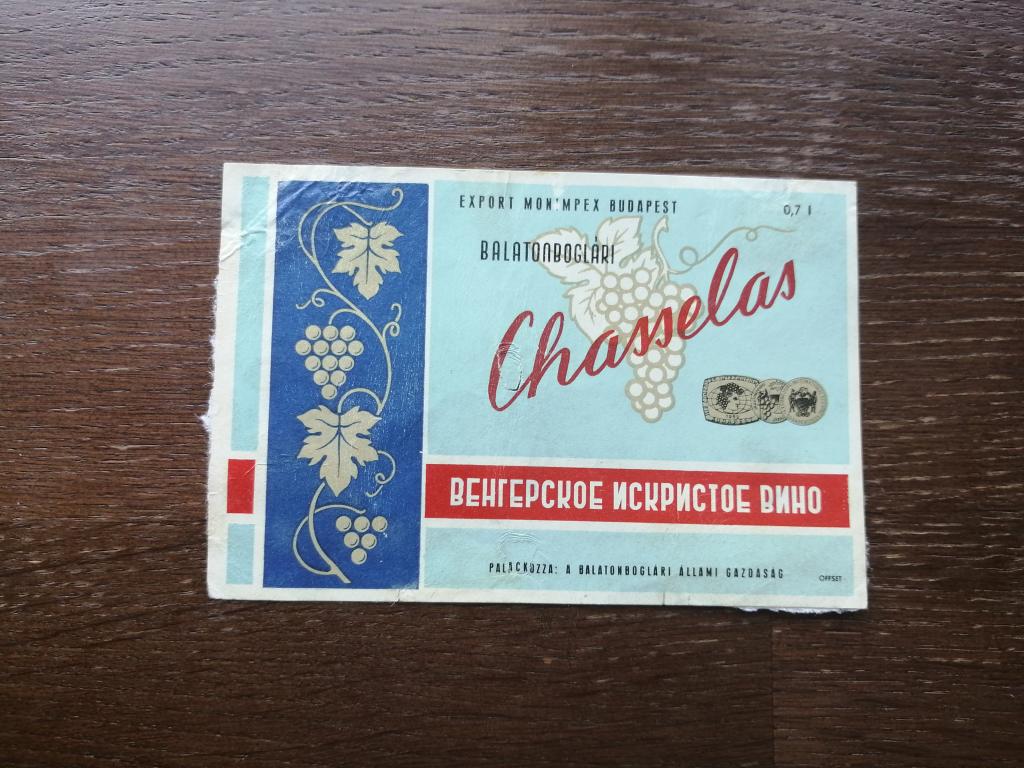 EXPORT MONIMPEX BUDAPEST
0,7 l
BALATONBOGLÁRI
Chasselas
ВЕНГЕРСКОЕ ИСКРИСТОЕ ВИНО
PALACKOZZA: A BALATONBOGLÁRI ÁLLAMI GAZDASÁG
OFFSET